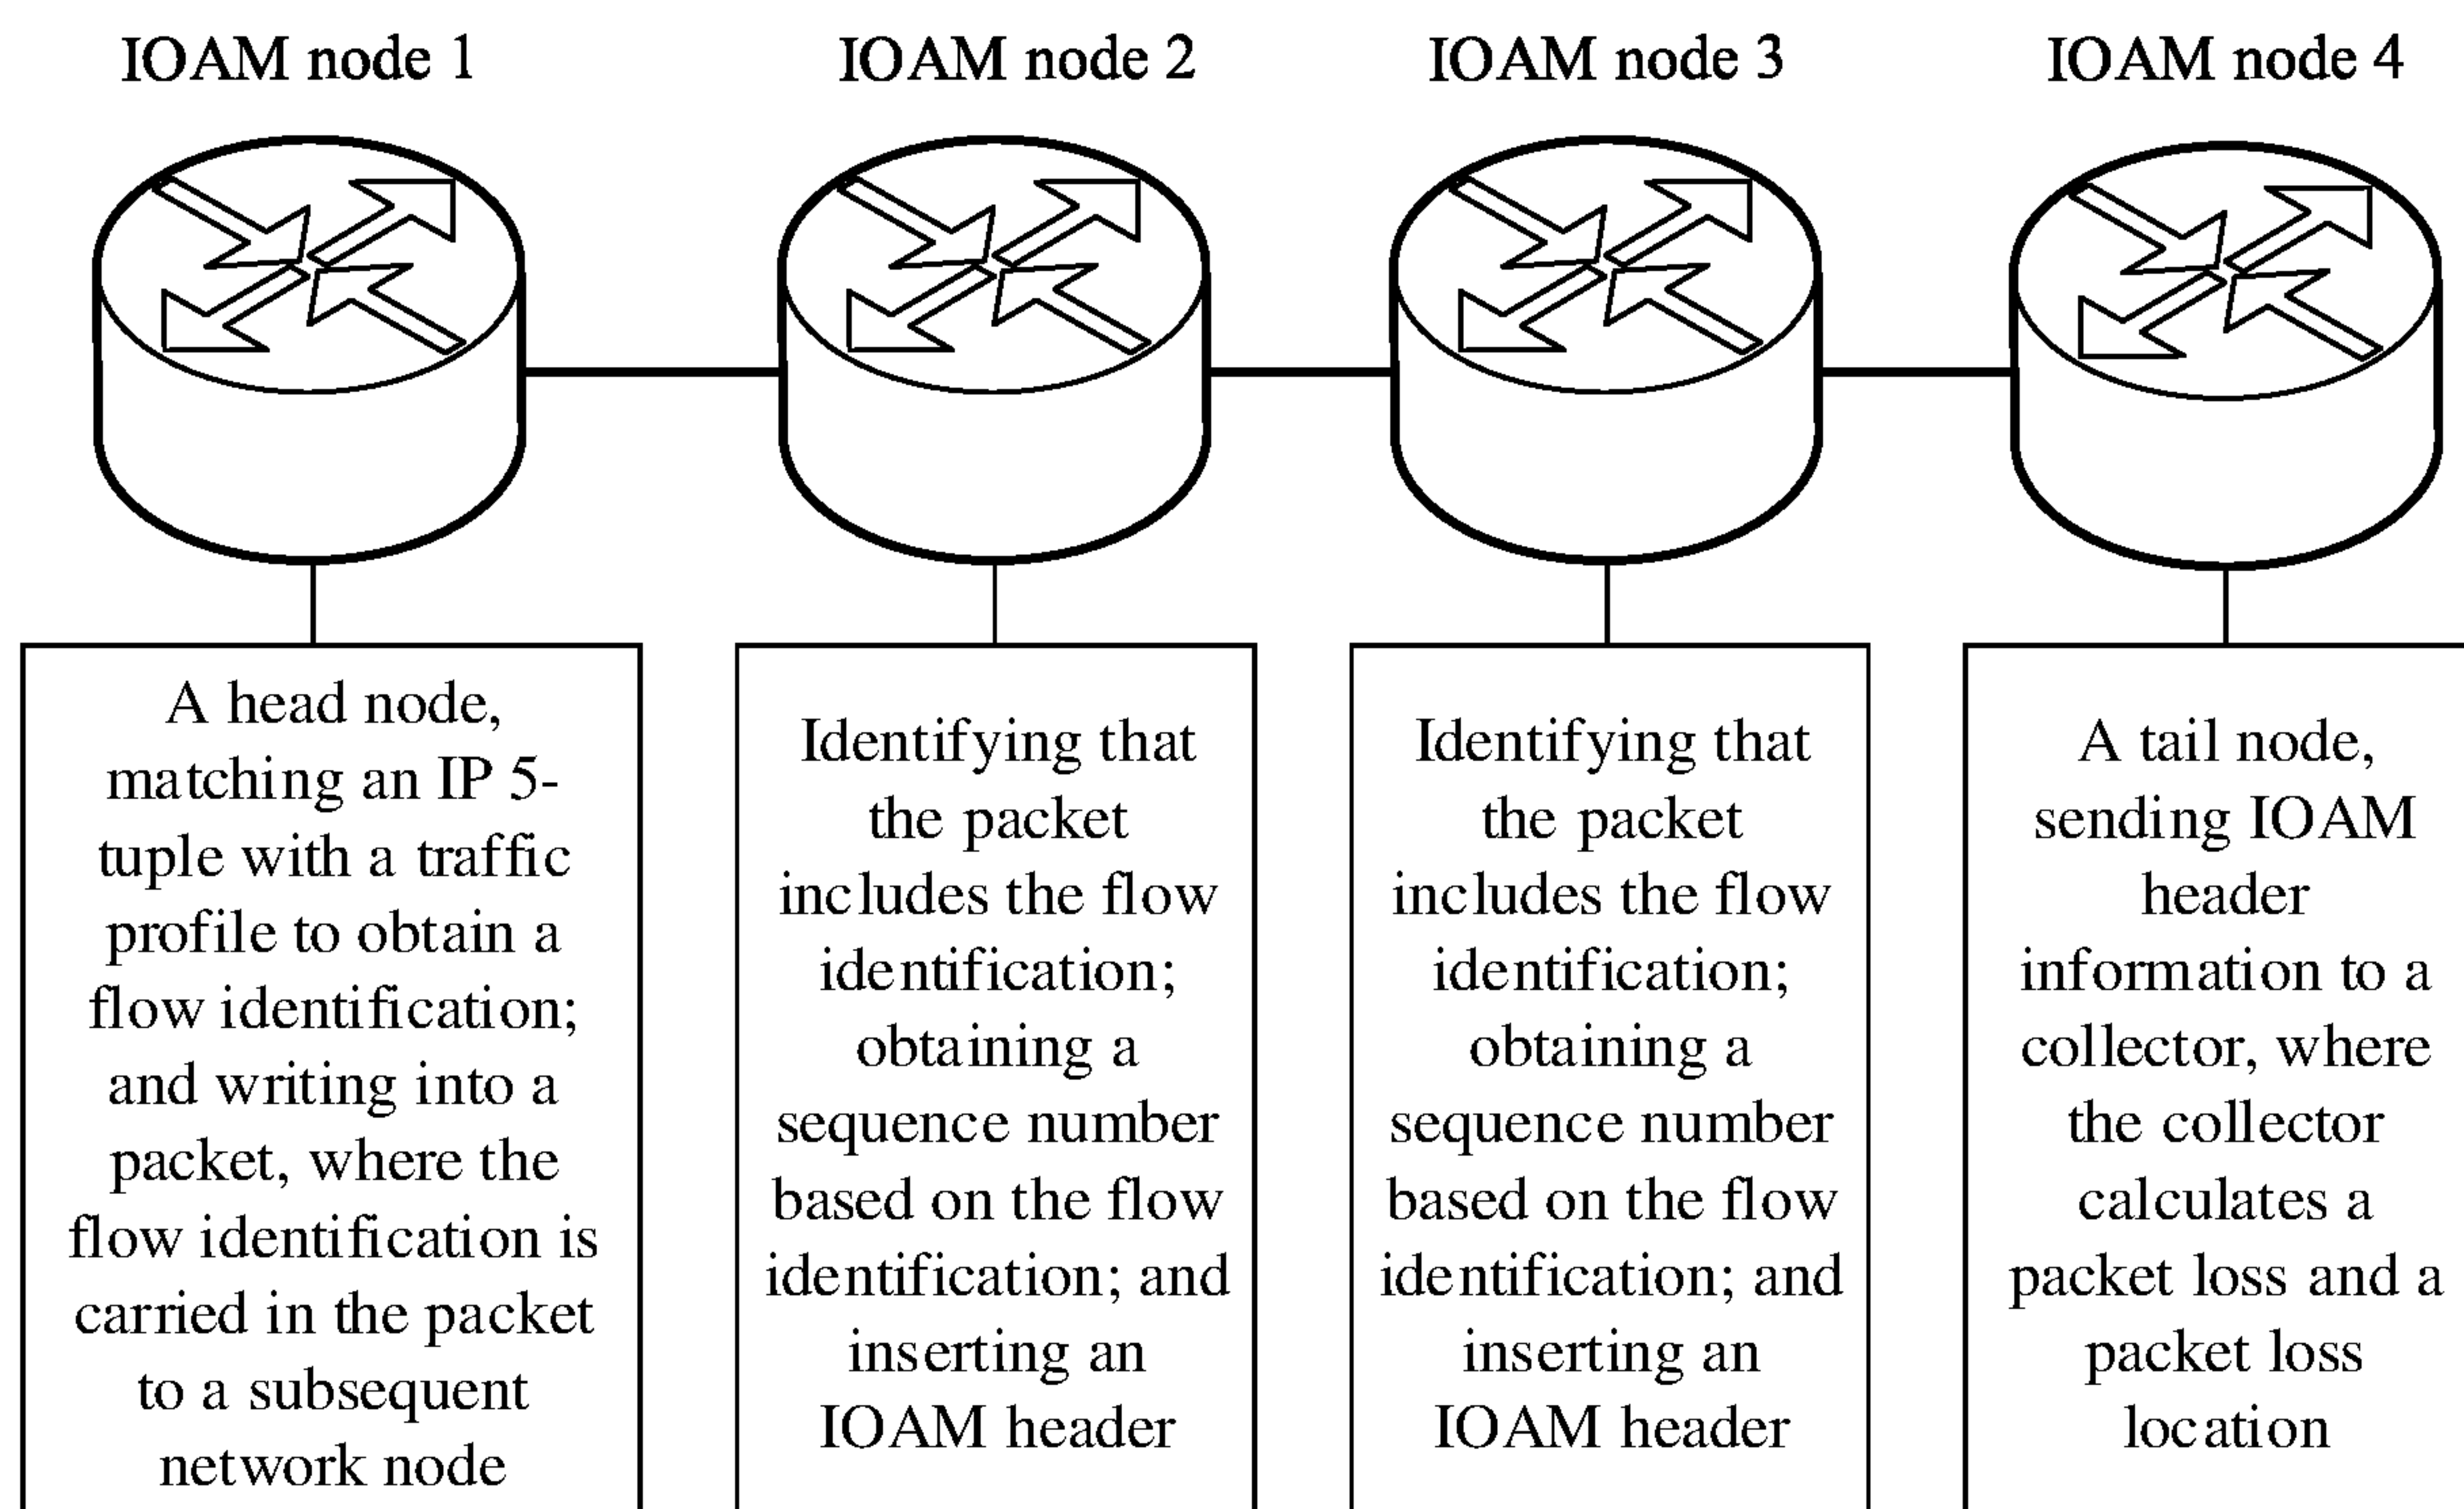 IOAM node 1
IOAM node 2
IOAM node 3
IOAM node 4
A head node,
matching an IP 5-
tuple with a traffic
profile to obtain a
flow identification;
and writing into a
packet, where the
flow identification is
carried in the packet
to a subsequent
network node
Identifying that
the packet
includes the flow
identification;
obtaining a
sequence number
based on the flow
identification; and
inserting an
IOAM header
Identifying that
the packet
includes the flow
identification;
obtaining a
sequence number
based on the flow
identification; and
inserting an
IOAM header
A tail node,
sending IOAM
header
information to a
collector, where
the collector
calculates a
packet loss and a
packet loss
location